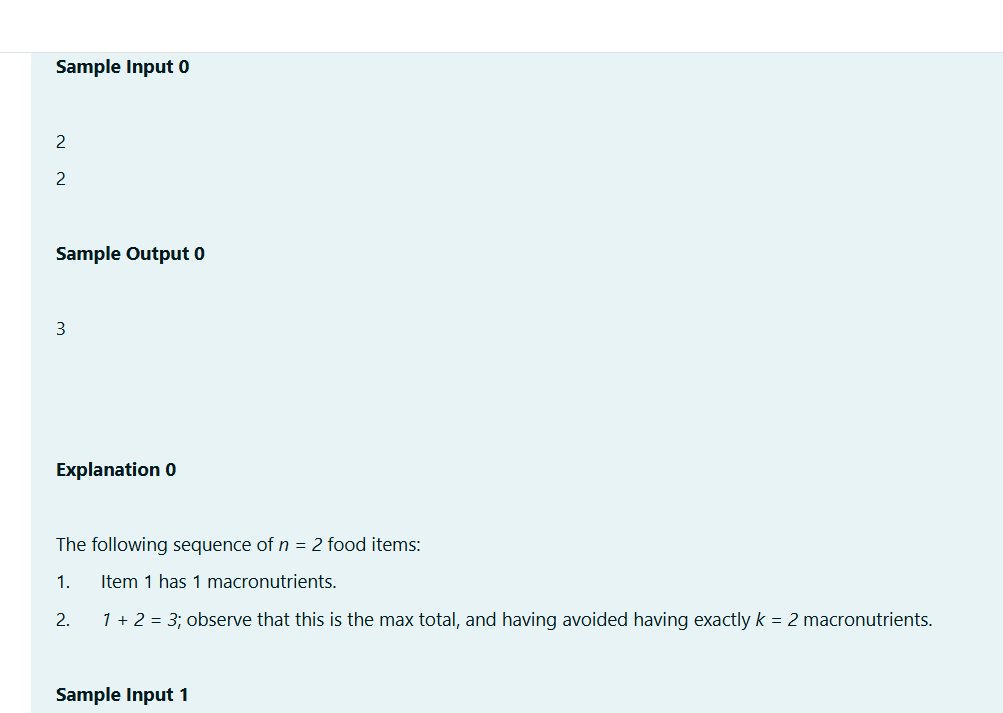 Sample Input 0
2
2
Sample Output 0
3
Explanation 0
The following sequence of n = 2 food items:
1. Item 1 has 1 macronutrients.
2. 1 + 2 = 3; observe that this is the max total, and having avoided having exactly k = 2 macronutrients.
Sample Input 1